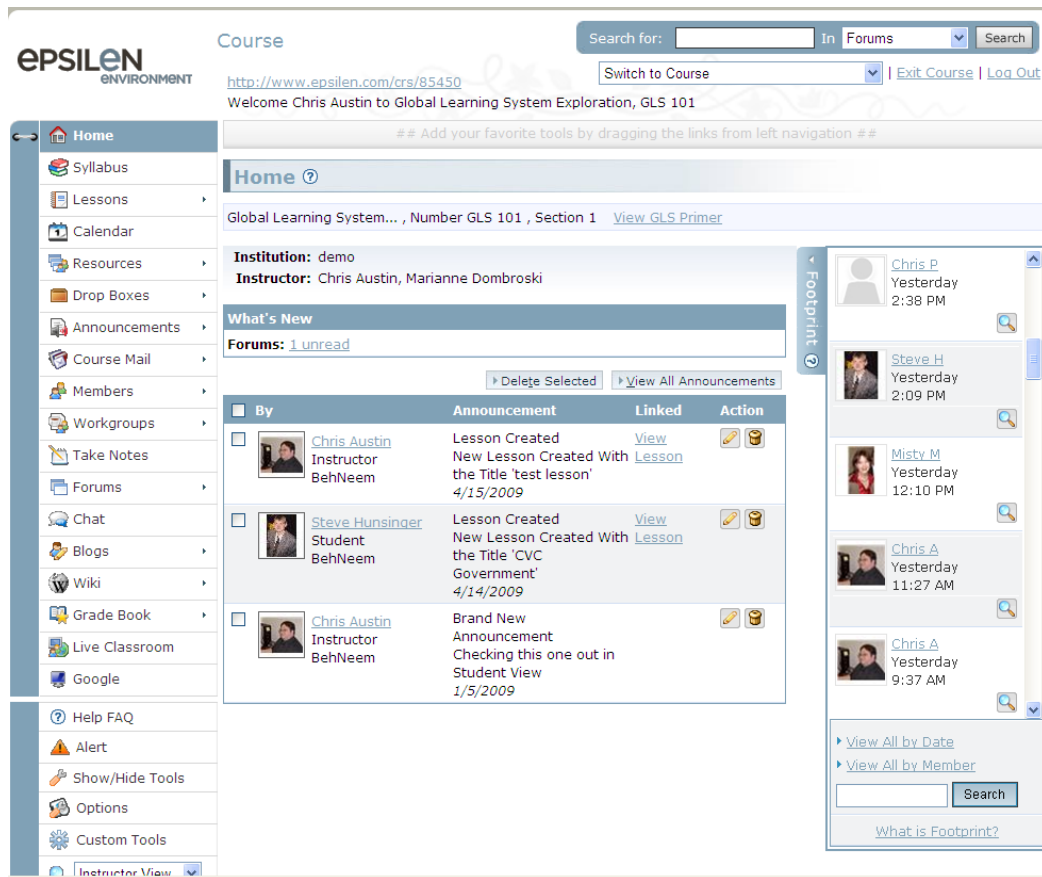 EPSILEN
ENVIRONMENT
Course
Search for: In Forums Search
http://www.epsilen.com/crs/85450
Switch to Course | Exit Course | Log Out
Welcome Chris Austin to Global Learning System Exploration, GLS 101
## Add your favorite tools by dragging the links from left navigation ##
Home
Syllabus
Lessons
Calendar
Resources
Drop Boxes
Announcements
Course Mail
Members
Workgroups
Take Notes
Forums
Chat
Blogs
Wiki
Grade Book
Live Classroom
Google
Help FAQ
Alert
Show/Hide Tools
Options
Custom Tools
Instructor View
Home ?
Global Learning System... , Number GLS 101 , Section 1 View GLS Primer
Institution: demo
Instructor: Chris Austin, Marianne Dombroski
What's New
Forums: 1 unread
Delete Selected View All Announcements
By Announcement Linked Action
Chris Austin
Instructor
BehNeem
Lesson Created
New Lesson Created With
the Title 'test lesson'
4/15/2009
View
Lesson
Steve Hunsinger
Student
BehNeem
Lesson Created
New Lesson Created With
the Title 'CVC
Government'
4/14/2009
View
Lesson
Chris Austin
Instructor
BehNeem
Brand New
Announcement
Checking this one out in
Student View
1/5/2009
Footprint ?
Chris P
Yesterday
2:38 PM
Steve H
Yesterday
2:09 PM
Misty M
Yesterday
12:10 PM
Chris A
Yesterday
11:27 AM
Chris A
Yesterday
9:37 AM
View All by Date
View All by Member
Search
What is Footprint?